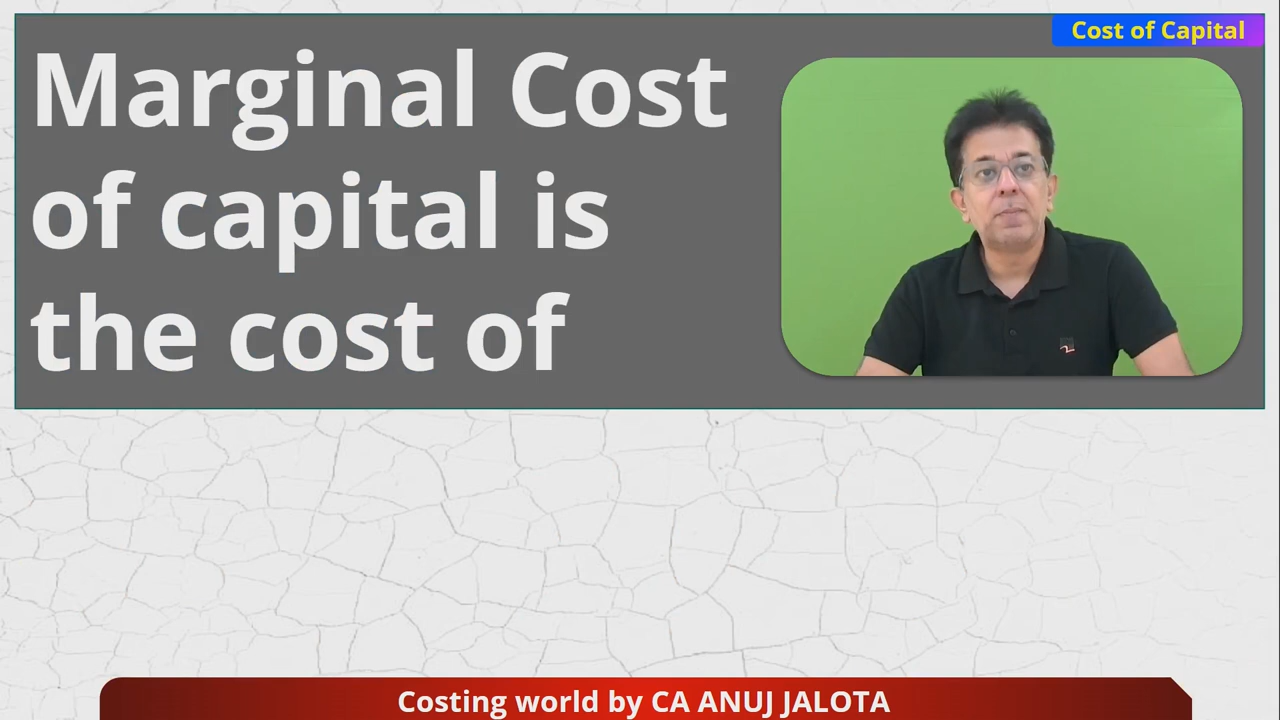 Cost of Capital
Marginal Cost
of capital is
the cost of
Costing world by CA ANUJ JALOTA